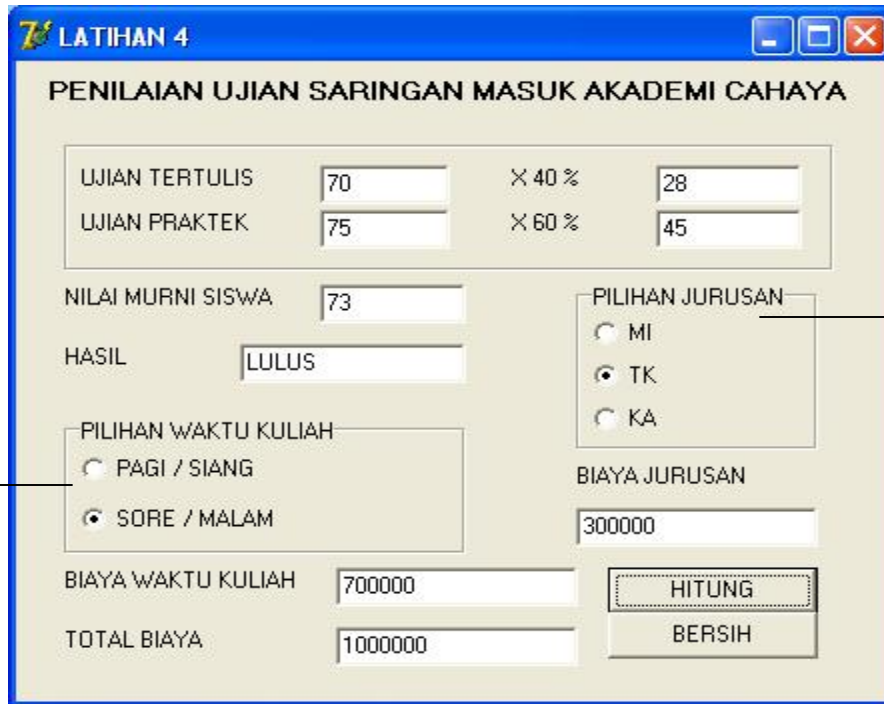 LATIHAN 4
PENILAIAN UJIAN SARINGAN MASUK AKADEMI CAHAYA
UJIAN TERTULIS 70 X 40 % 28
UJIAN PRAKTEK 75 X 60 % 45
NILAI MURNI SISWA 73
HASIL LULUS
PILIHAN JURUSAN
MI
TK
KA
PILIHAN WAKTU KULIAH
PAGI / SIANG
SORE / MALAM
BIAYA JURUSAN
300000
BIAYA WAKTU KULIAH 700000
TOTAL BIAYA 1000000
HITUNG
BERSIH